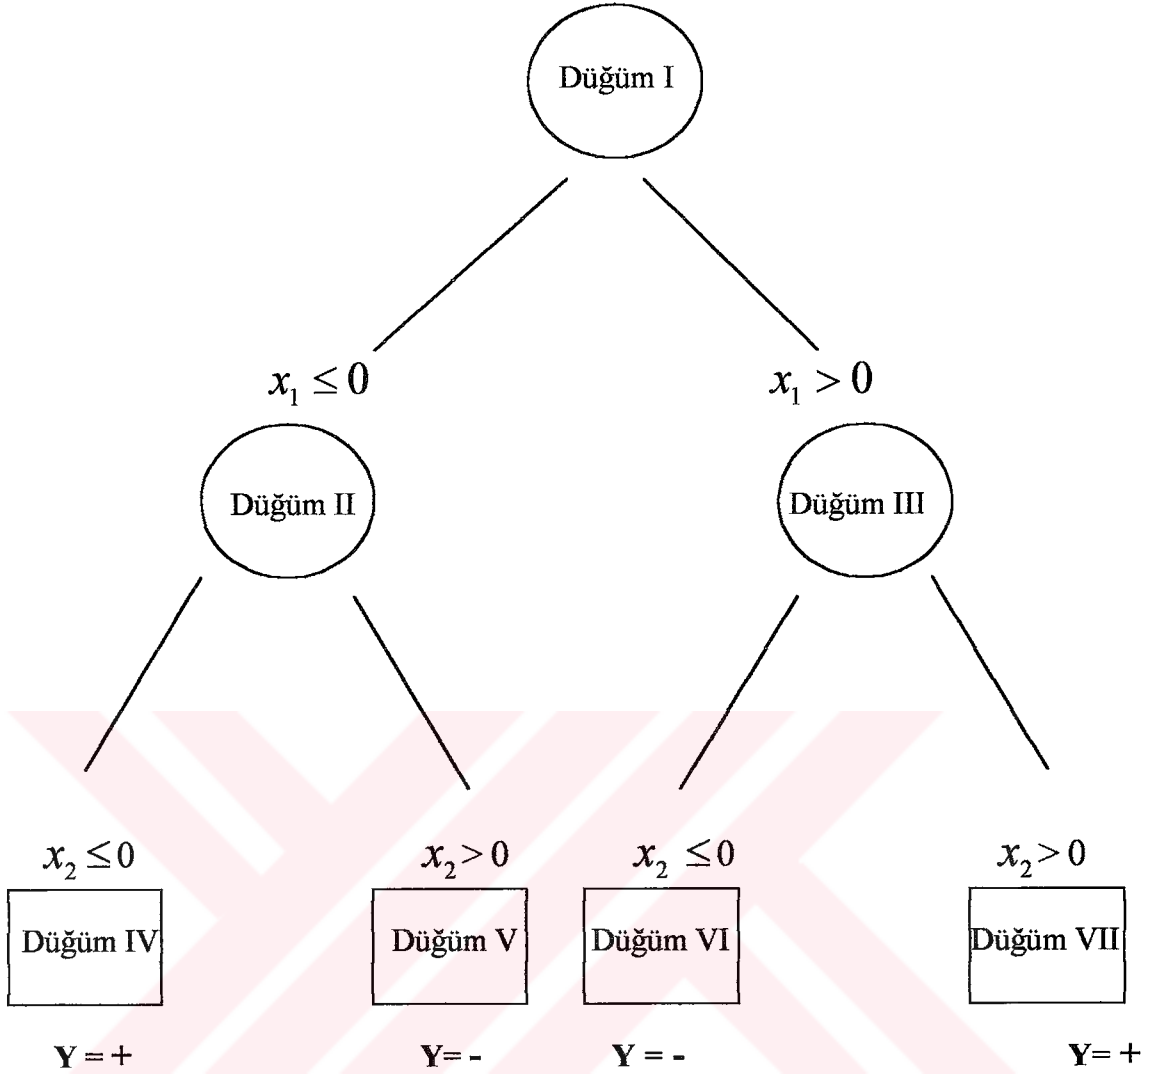 Düğüm I
x₁ ≤ 0
x₁ > 0
Düğüm II
Düğüm III
x₂ ≤ 0
x₂ > 0
x₂ ≤ 0
x₂ > 0
Düğüm IV
Düğüm V
Düğüm VI
Düğüm VII
Y = +
Y= -
Y = -
Y= +